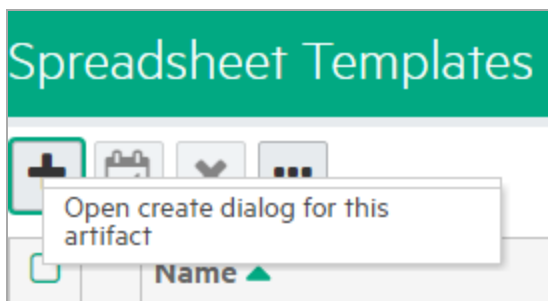 Spreadsheet Templates
Open create dialog for this
artifact
Name